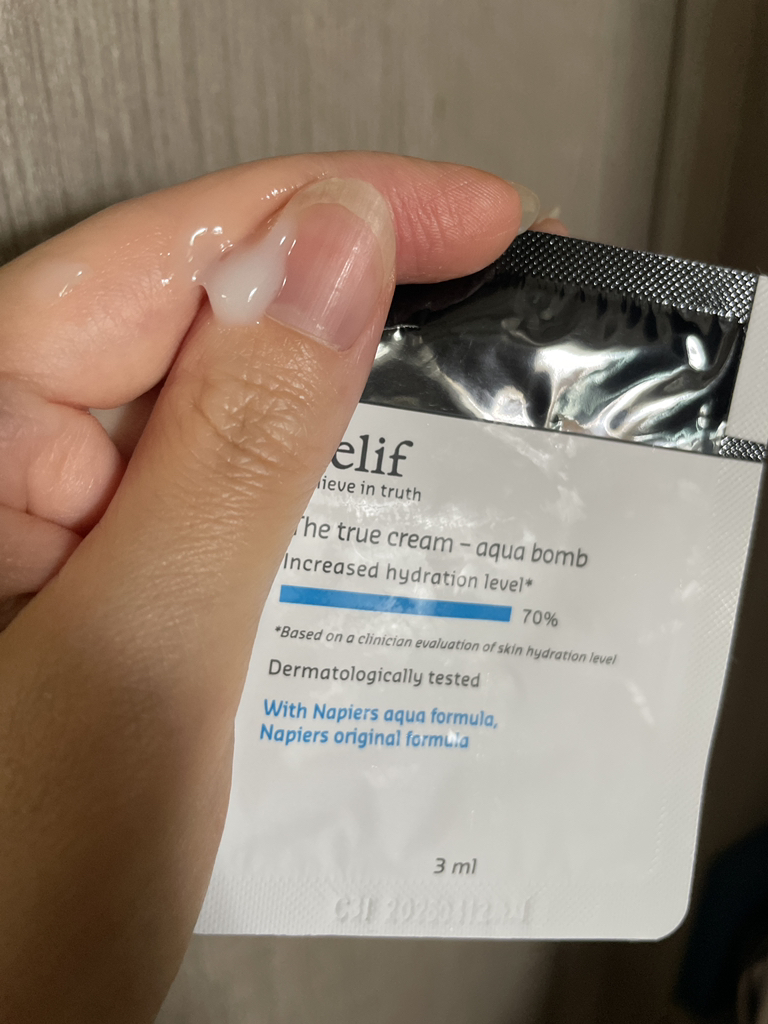 elif
lieve in truth
The true cream – aqua bomb
Increased hydration level*
70%
*Based on a clinician evaluation of skin hydration level
Dermatologically tested
With Napiers aqua formula,
Napiers original formula
3 ml